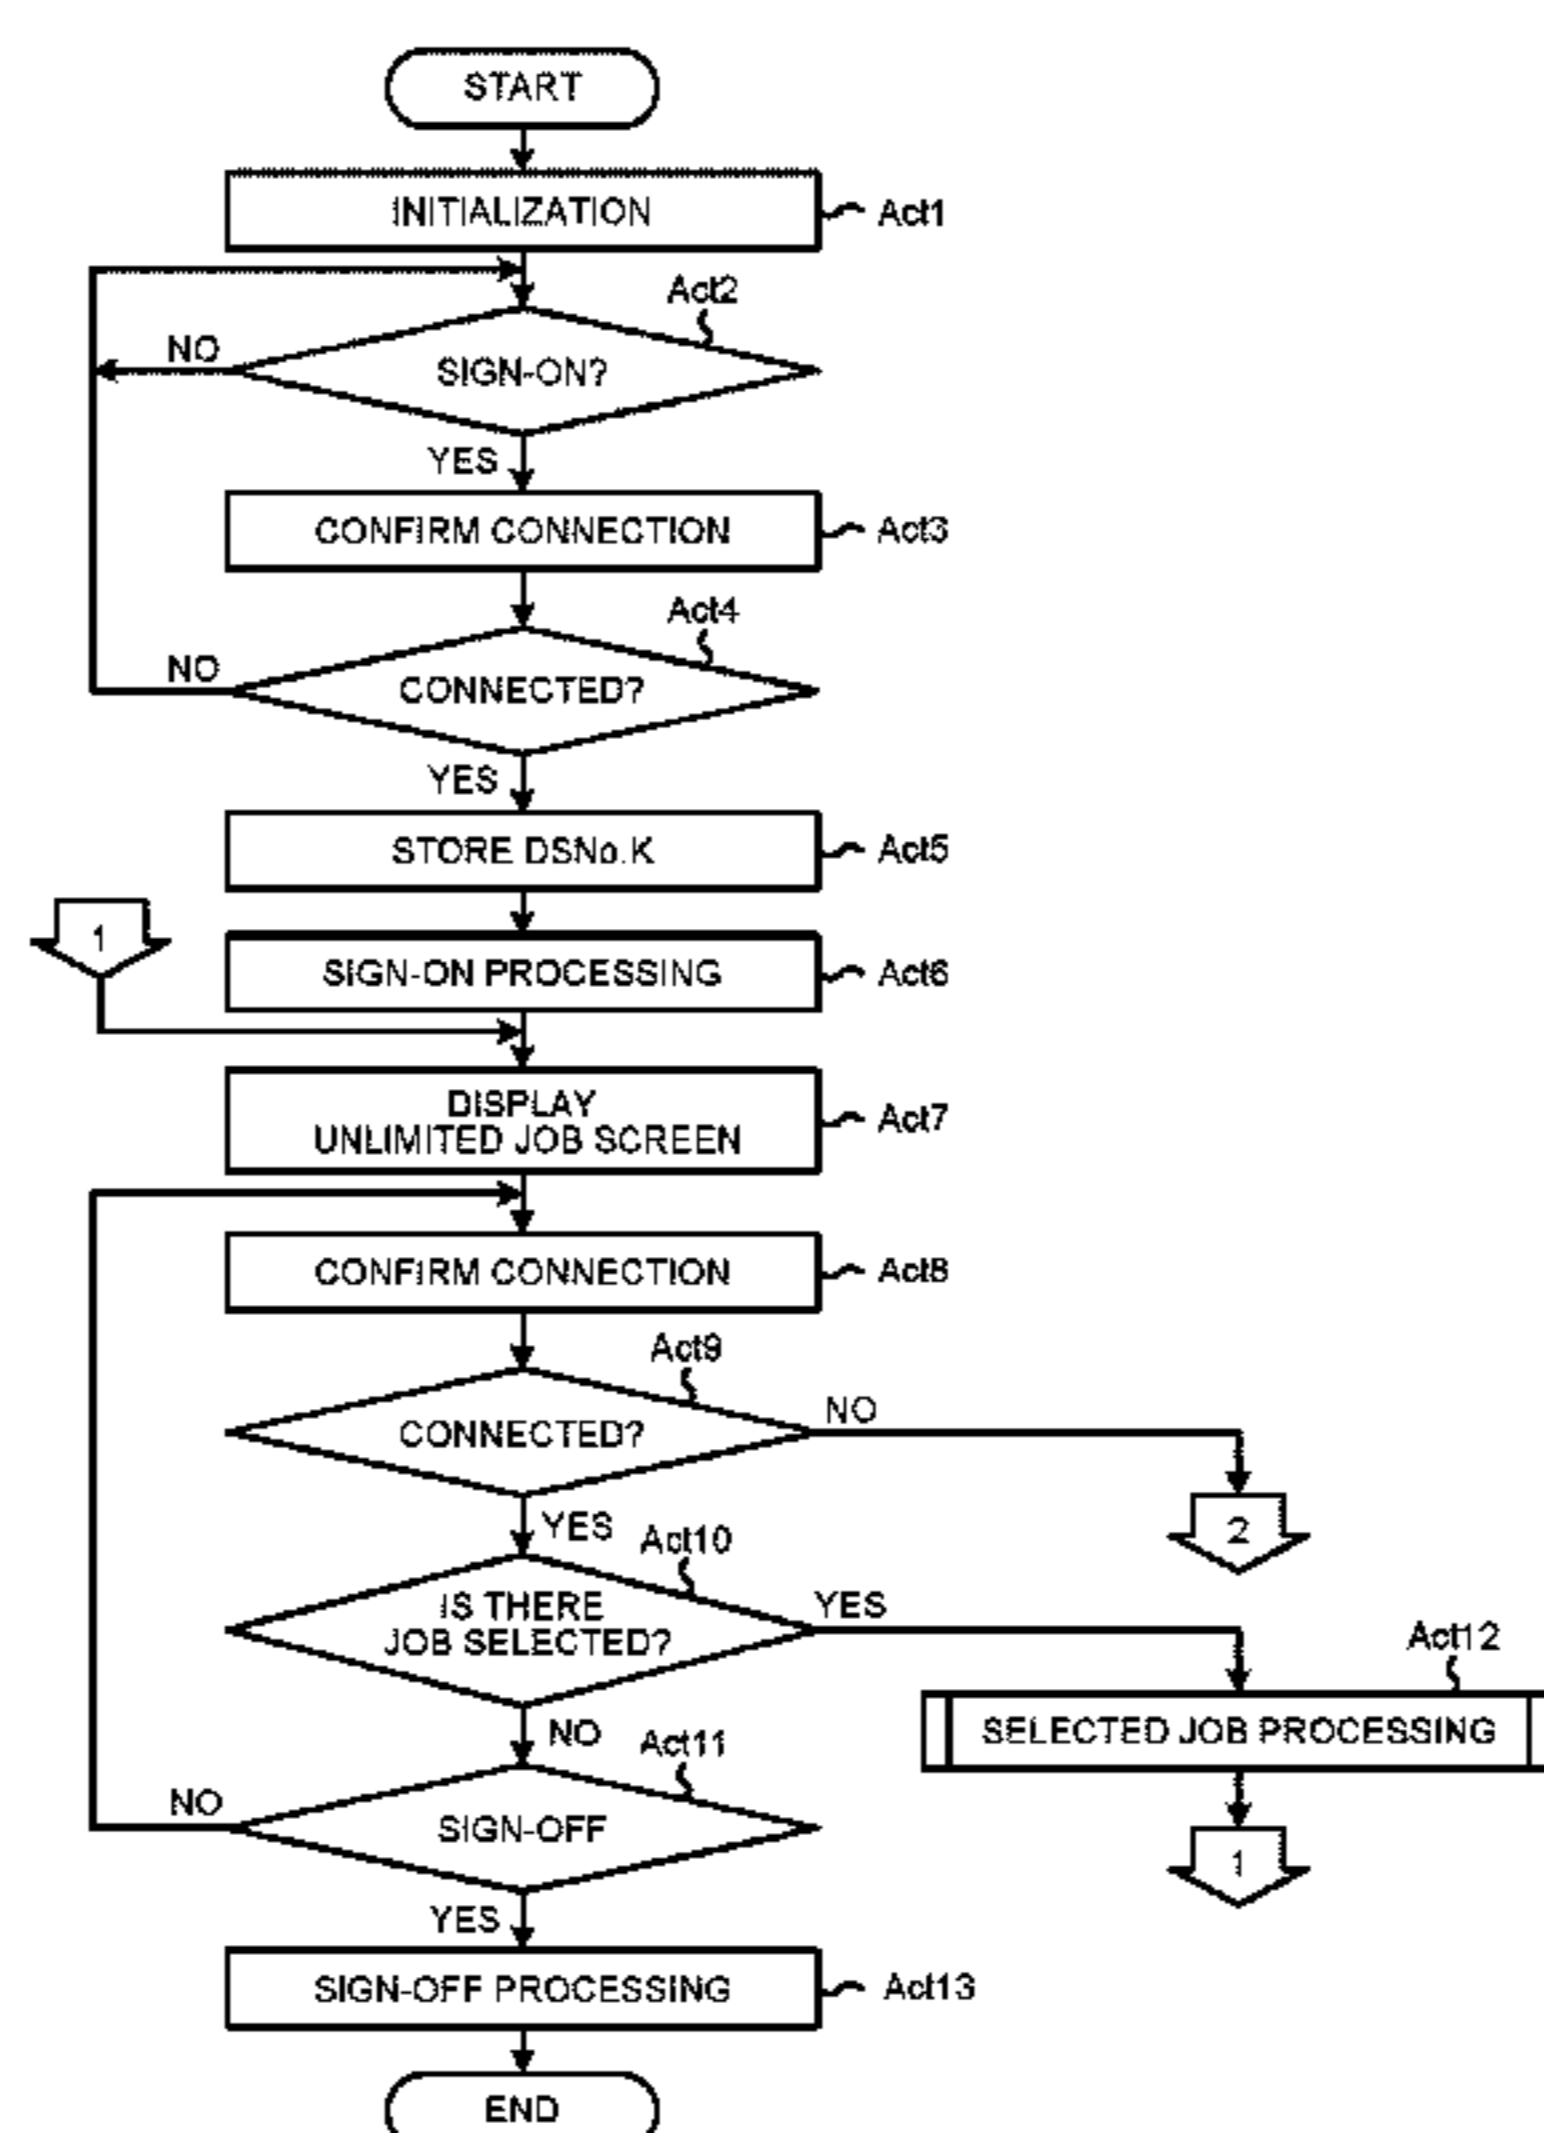 START
INITIALIZATION
Act1
Act2
NO
SIGN-ON?
YES
CONFIRM CONNECTION
Act3
Act4
NO
CONNECTED?
YES
STORE DSNo.K
Act5
1
SIGN-ON PROCESSING
Act6
DISPLAY
UNLIMITED JOB SCREEN
Act7
CONFIRM CONNECTION
Act8
Act9
CONNECTED?
NO
2
YES
Act10
IS THERE
JOB SELECTED?
YES
Act12
SELECTED JOB PROCESSING
NO
Act11
NO
SIGN-OFF
1
YES
SIGN-OFF PROCESSING
Act13
END